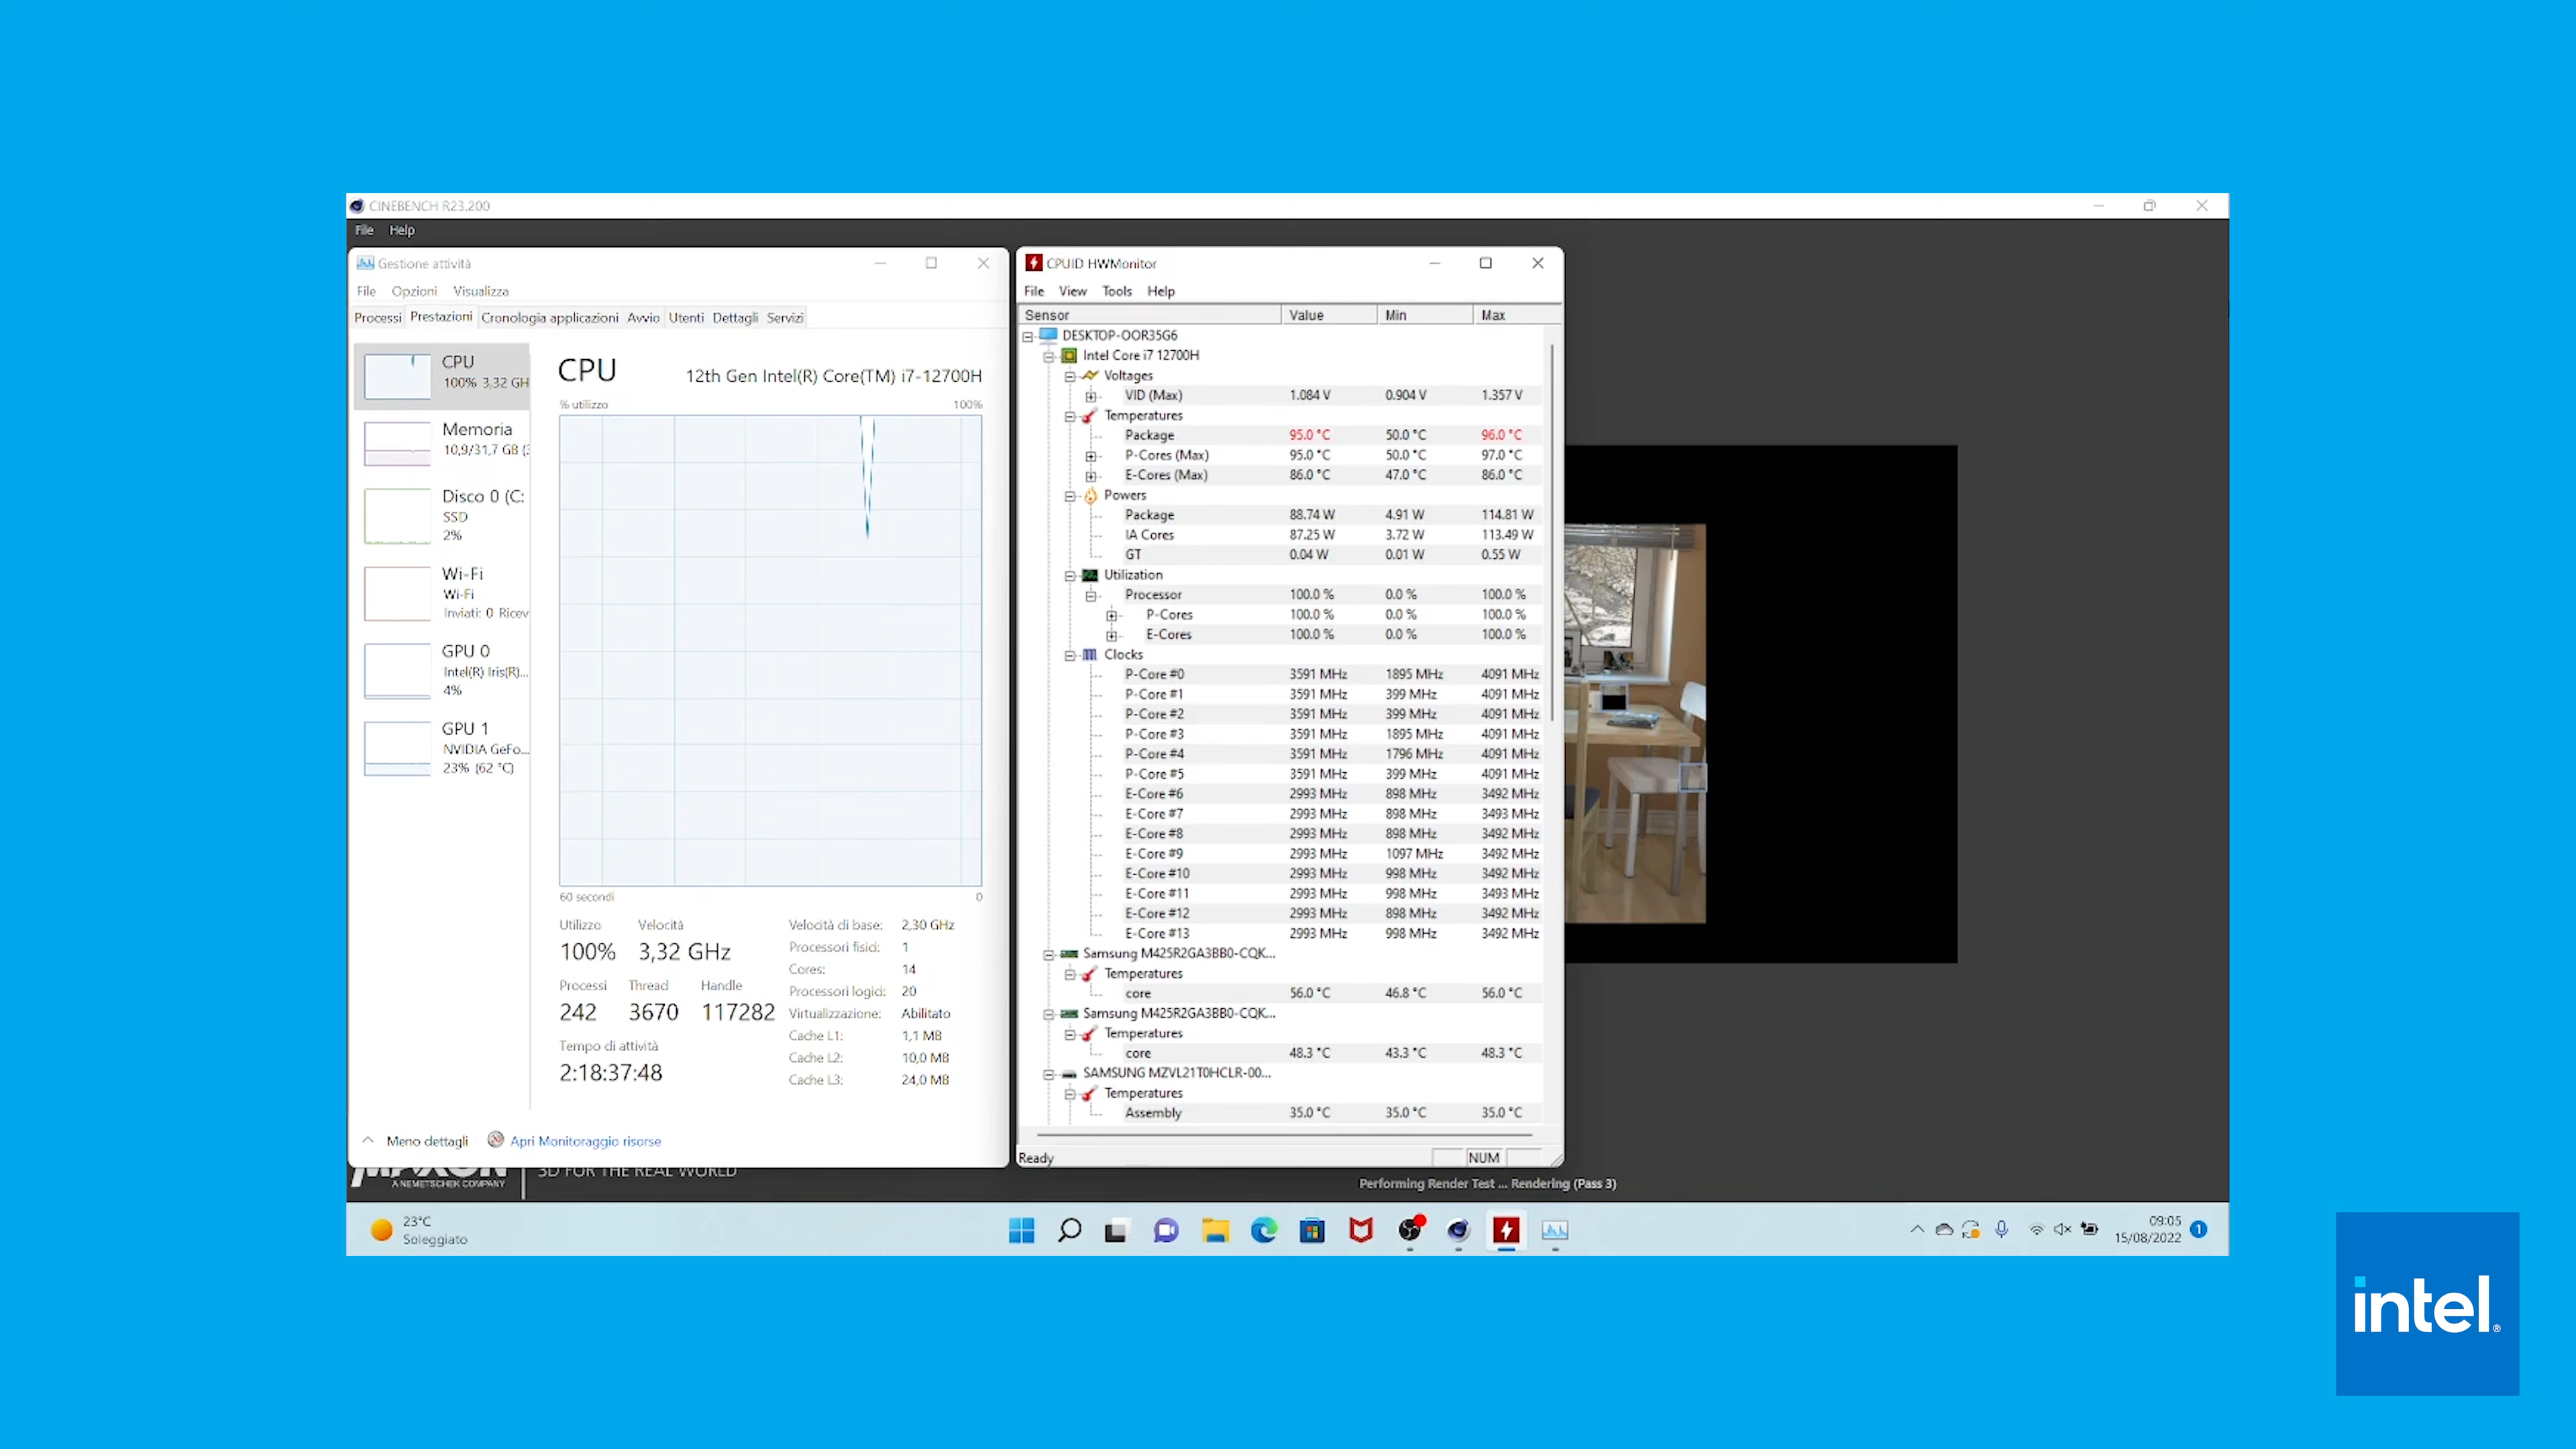 CINEBENCH R23.200
File Help
Gestione attività
File Opzioni Visualizza
Processi Prestazioni Cronologia applicazioni Avvio Utenti Dettagli Servizi
CPU
100% 3,32 GH
Memoria
10,9/31,7 GB (3
Disco 0 (C:
SSD
2%
Wi-Fi
Wi-Fi
Inviati: 0 Ricev
GPU 0
Intel(R) Iris(R)...
4%
GPU 1
NVIDIA GeFo...
23% (62 °C)
CPU 12th Gen Intel(R) Core(TM) i7-12700H
% utilizzo 100%
60 secondi 0
Utilizzo Velocità
100% 3,32 GHz
Processi Thread Handle
242 3670 117282
Tempo di attività
2:18:37:48
Velocità di base: 2,30 GHz
Processori fisici: 1
Cores: 14
Processori logici: 20
Virtualizzazione: Abilitato
Cache L1: 1,1 MB
Cache L2: 10,0 MB
Cache L3: 24,0 MB
Meno dettagli Apri Monitoraggio risorse
CPUID HWMonitor
File View Tools Help
Sensor Value Min Max
DESKTOP-OOR35G6
Intel Core i7 12700H
Voltages
VID (Max) 1.084 V 0.904 V 1.357 V
Temperatures
Package 95.0 °C 50.0 °C 96.0 °C
P-Cores (Max) 95.0 °C 50.0 °C 97.0 °C
E-Cores (Max) 86.0 °C 47.0 °C 86.0 °C
Powers
Package 88.74 W 4.91 W 114.81 W
IA Cores 87.25 W 3.72 W 113.49 W
GT 0.04 W 0.01 W 0.55 W
Utilization
Processor 100.0 % 0.0 % 100.0 %
P-Cores 100.0 % 0.0 % 100.0 %
E-Cores 100.0 % 0.0 % 100.0 %
Clocks
P-Core #0 3591 MHz 1895 MHz 4091 MHz
P-Core #1 3591 MHz 399 MHz 4091 MHz
P-Core #2 3591 MHz 399 MHz 4091 MHz
P-Core #3 3591 MHz 1895 MHz 4091 MHz
P-Core #4 3591 MHz 1796 MHz 4091 MHz
P-Core #5 3591 MHz 399 MHz 4091 MHz
E-Core #6 2993 MHz 898 MHz 3492 MHz
E-Core #7 2993 MHz 898 MHz 3493 MHz
E-Core #8 2993 MHz 898 MHz 3492 MHz
E-Core #9 2993 MHz 1097 MHz 3492 MHz
E-Core #10 2993 MHz 998 MHz 3492 MHz
E-Core #11 2993 MHz 998 MHz 3493 MHz
E-Core #12 2993 MHz 898 MHz 3492 MHz
E-Core #13 2993 MHz 998 MHz 3492 MHz
Samsung M425R2GA3BB0-CQK...
Temperatures
core 56.0 °C 46.8 °C 56.0 °C
Samsung M425R2GA3BB0-CQK...
Temperatures
core 48.3 °C 43.3 °C 48.3 °C
SAMSUNG MZVL21T0HCLR-00...
Temperatures
Assembly 35.0 °C 35.0 °C 35.0 °C
Ready NUM
MAXON 3D FOR THE REAL WORLD
A NEMETSCHEK COMPANY
Performing Render Test ... Rendering (Pass 3)
23°C
Soleggiato
09:05
15/08/2022 1
intel®